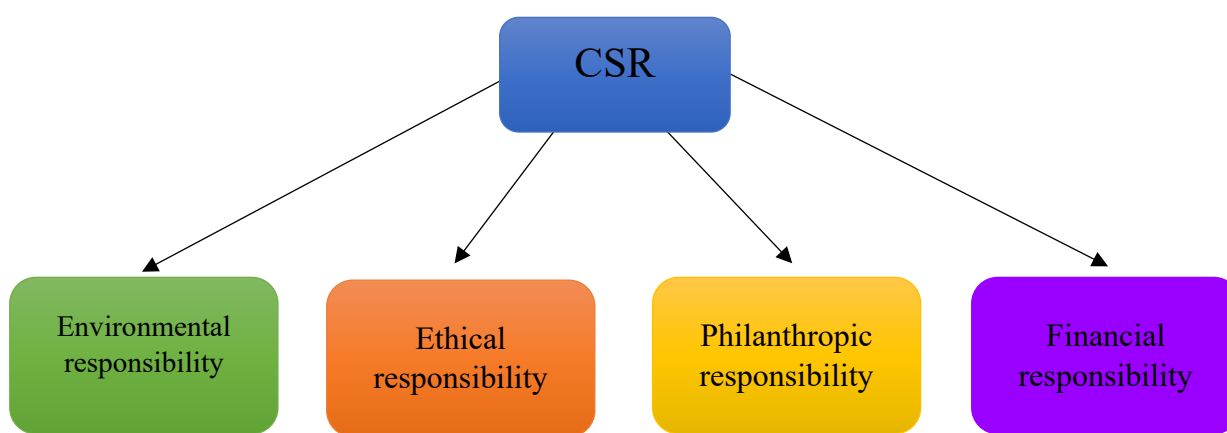 CSR
Environmental
responsibility
Ethical
responsibility
Philanthropic
responsibility
Financial
responsibility